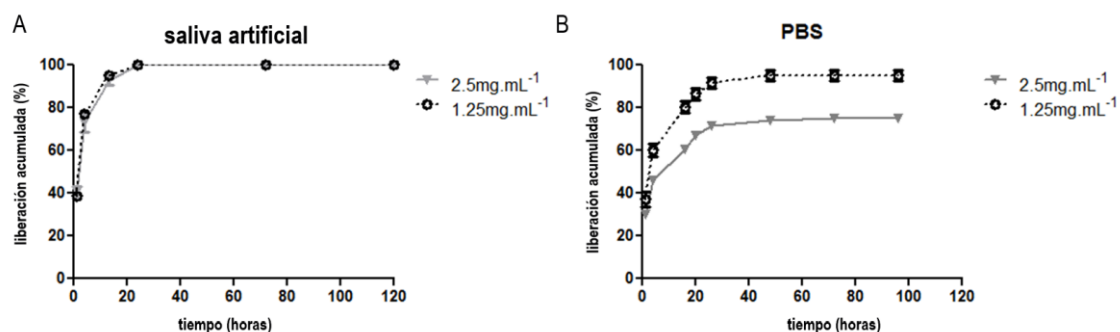 A
saliva artificial
liberación acumulada (%)
100
80
60
40
20
0
0 20 40 60 80 100 120
tiempo (horas)
2.5mg.mL⁻¹
1.25mg.mL⁻¹
B
PBS
liberación acumulada (%)
100
80
60
40
20
0
0 20 40 60 80 100 120
tiempo (horas)
2.5mg.mL⁻¹
1.25mg.mL⁻¹